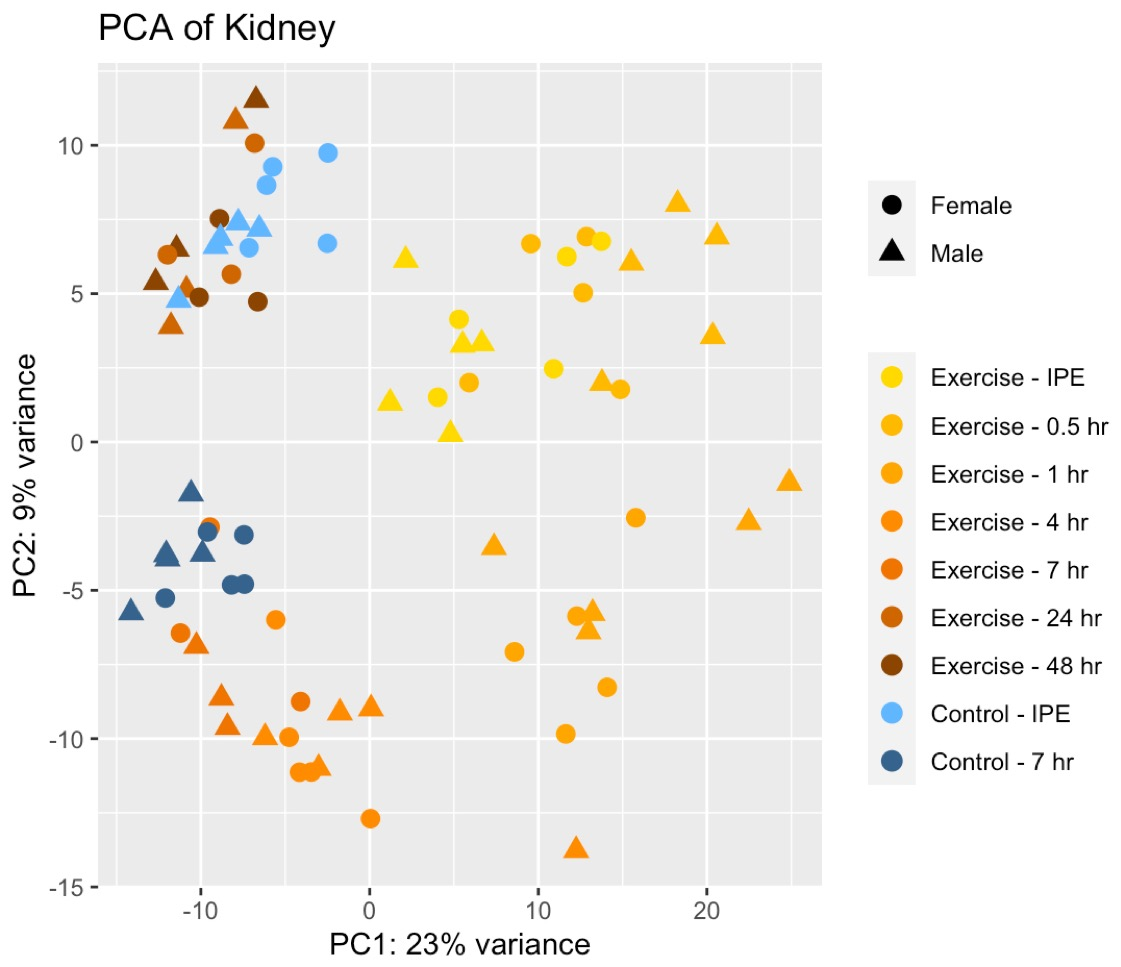 PCA of Kidney
PC2: 9% variance
10
5
0
-5
-10
-15
-10
0
10
20
PC1: 23% variance
Female
Male
Exercise - IPE
Exercise - 0.5 hr
Exercise - 1 hr
Exercise - 4 hr
Exercise - 7 hr
Exercise - 24 hr
Exercise - 48 hr
Control - IPE
Control - 7 hr